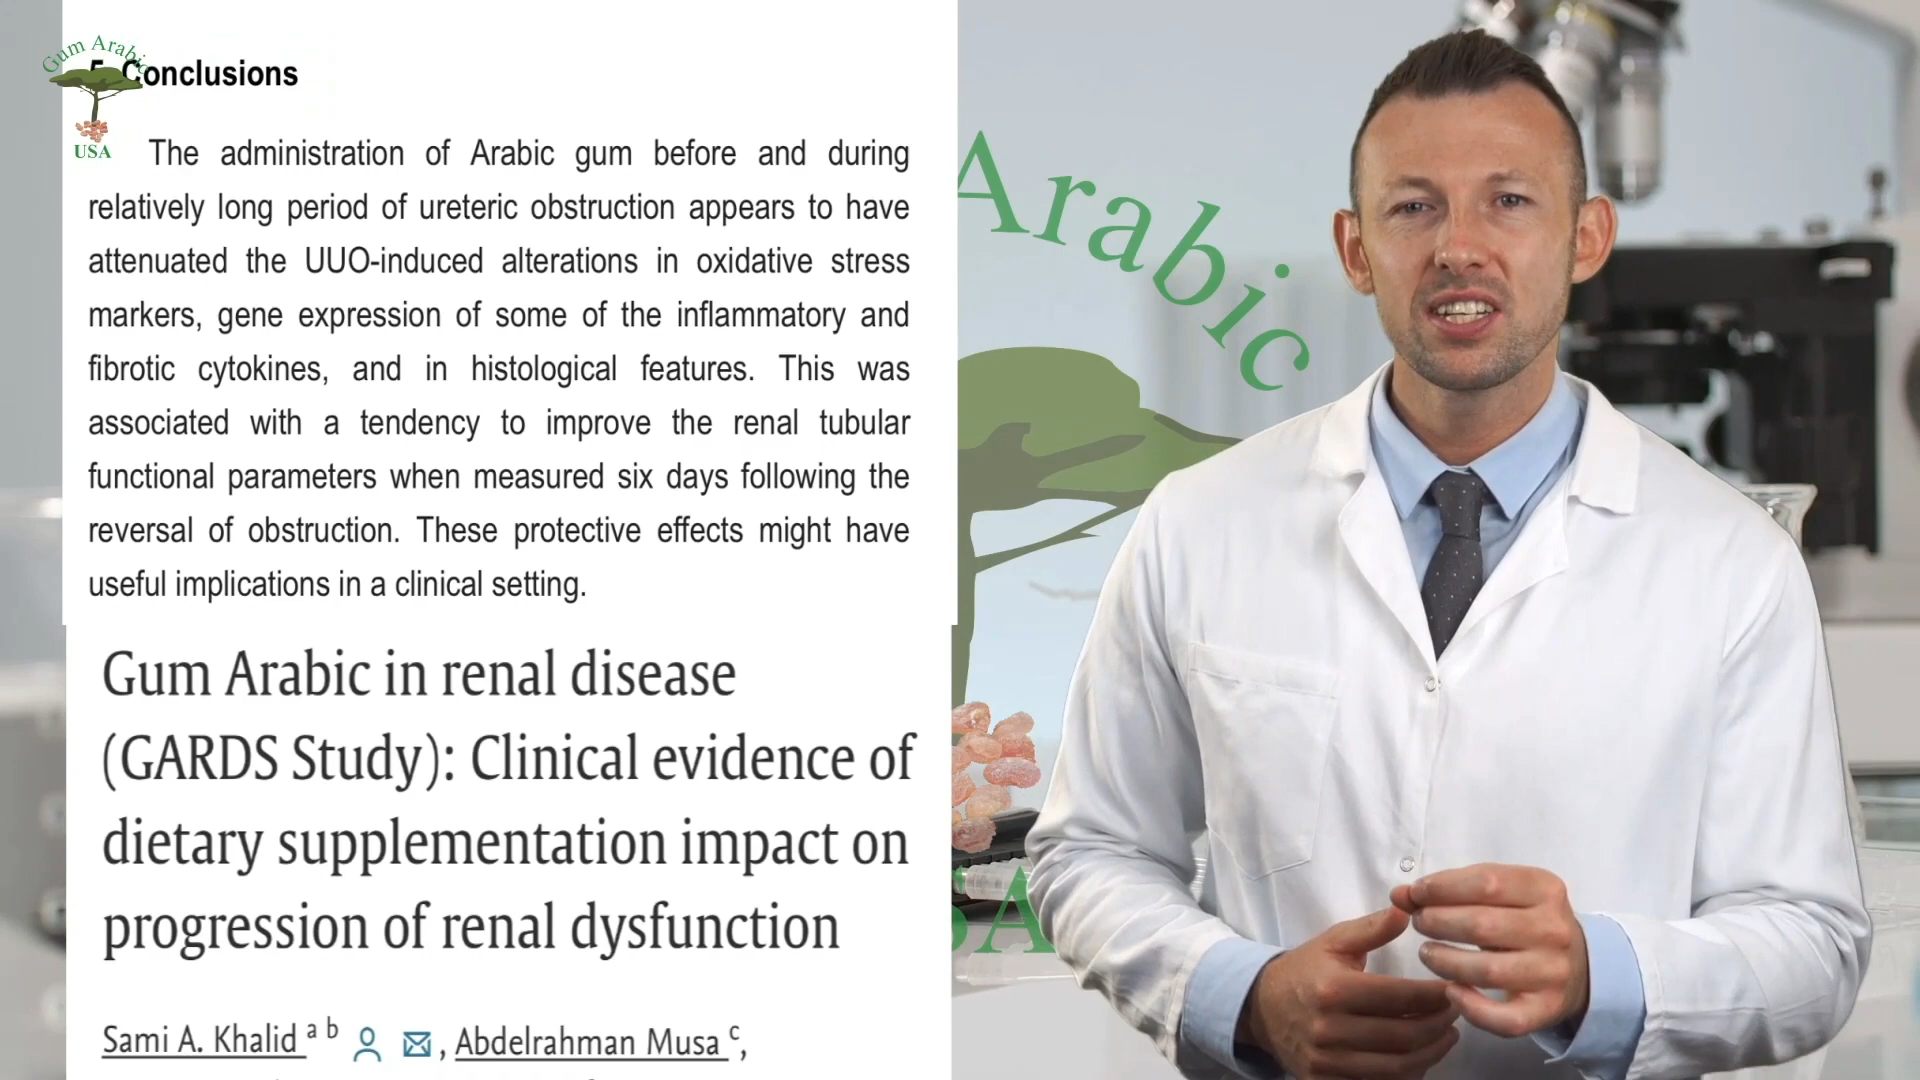 Gum Arabic
USA
5. Conclusions
The administration of Arabic gum before and during
relatively long period of ureteric obstruction appears to have
attenuated the UUO-induced alterations in oxidative stress
markers, gene expression of some of the inflammatory and
fibrotic cytokines, and in histological features. This was
associated with a tendency to improve the renal tubular
functional parameters when measured six days following the
reversal of obstruction. These protective effects might have
useful implications in a clinical setting.
Gum Arabic in renal disease
(GARDS Study): Clinical evidence of
dietary supplementation impact on
progression of renal dysfunction
Sami A. Khalid a b , Abdelrahman Musa c,
Arabic
SA